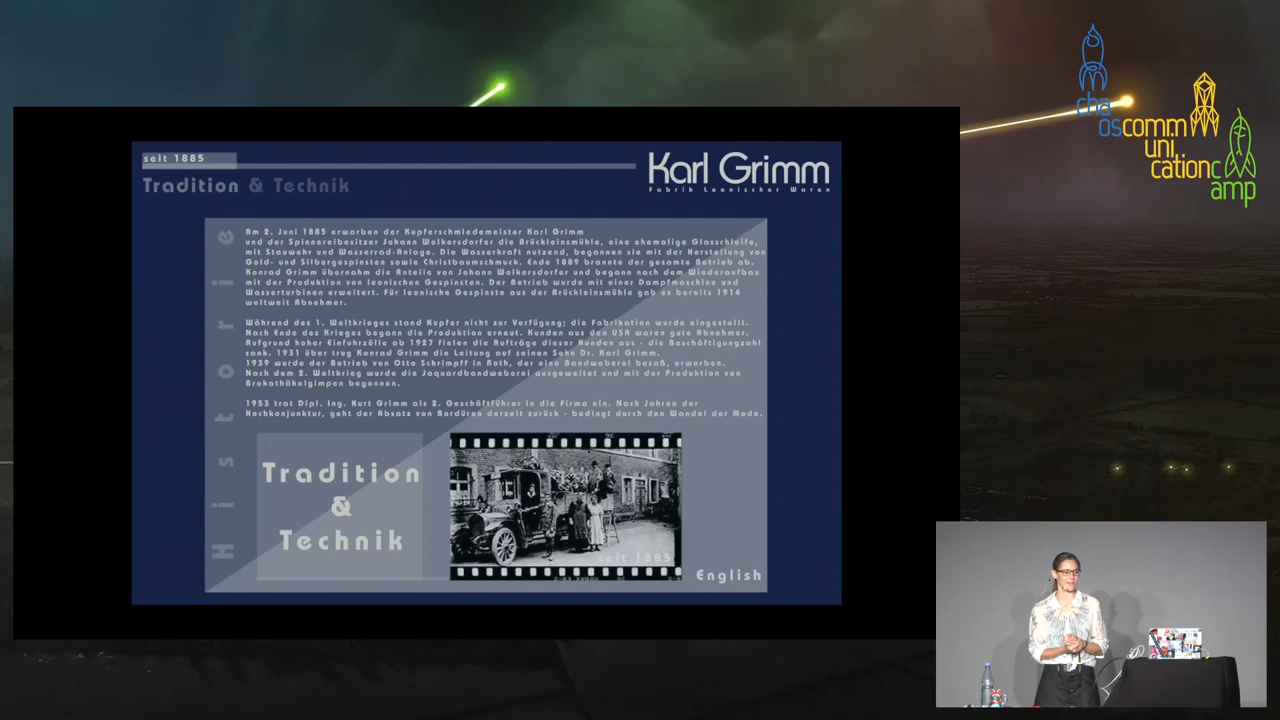 chaoscommunicationcamp
seit 1885
Tradition & Technik
Karl Grimm
Fabrik Leonischer Waren
Historie
Am 2. Juni 1885 erwarben der Kupferschmiedemeister Karl Grimm
und der Spinnereibesitzer Johann Wolkersdorfer die Brückleinsmühle, eine ehemalige Glasschleife,
mit Stauwehr und Wasserrad-Anlage. Die Wasserkraft nutzend, begannen sie mit der Herstellung von
Gold- und Silbergespinsten sowie Christbaumschmuck. Ende 1889 brannte der gesamte Betrieb ab.
Konrad Grimm übernahm die Anteile von Johann Wolkersdorfer und begann nach dem Wiederaufbau
mit der Produktion von leonischen Gespinsten. Der Betrieb wurde mit einer Dampfmaschine und
Wasserturbinen erweitert. Für leonische Gespinste aus der Brückleinsmühle gab es bereits 1914
weltweit Abnehmer.
Während des 1. Weltkrieges stand Kupfer nicht zur Verfügung; die Fabrikation wurde eingestellt.
Nach Ende des Krieges begann die Produktion erneut. Kunden aus den USA waren gute Abnehmer.
Aufgrund hoher Einfuhrzölle ab 1927 fielen die Aufträge dieser Kunden aus - die Beschäftigungzahl
sank. 1931 über trug Konrad Grimm die Leitung auf seinen Sohn Dr. Karl Grimm.
1939 wurde der Betrieb von Otto Schrimpff in Roth, der eine Bandweberei besaß, erworben.
Nach dem 2. Weltkrieg wurde die Jaquardbandweberei ausgeweitet und mit der Produktion von
Brokathäkelgimpen begonnen.
1953 trat Dipl. Ing. Kurt Grimm als 2. Geschäftführer in die Firma ein. Nach Jahren der
Hochkonjunktur, geht der Absatz von Bordüren derzeit zurück - bedingt durch den Wandel der Mode.
Tradition
&
Technik
seit 1885
English